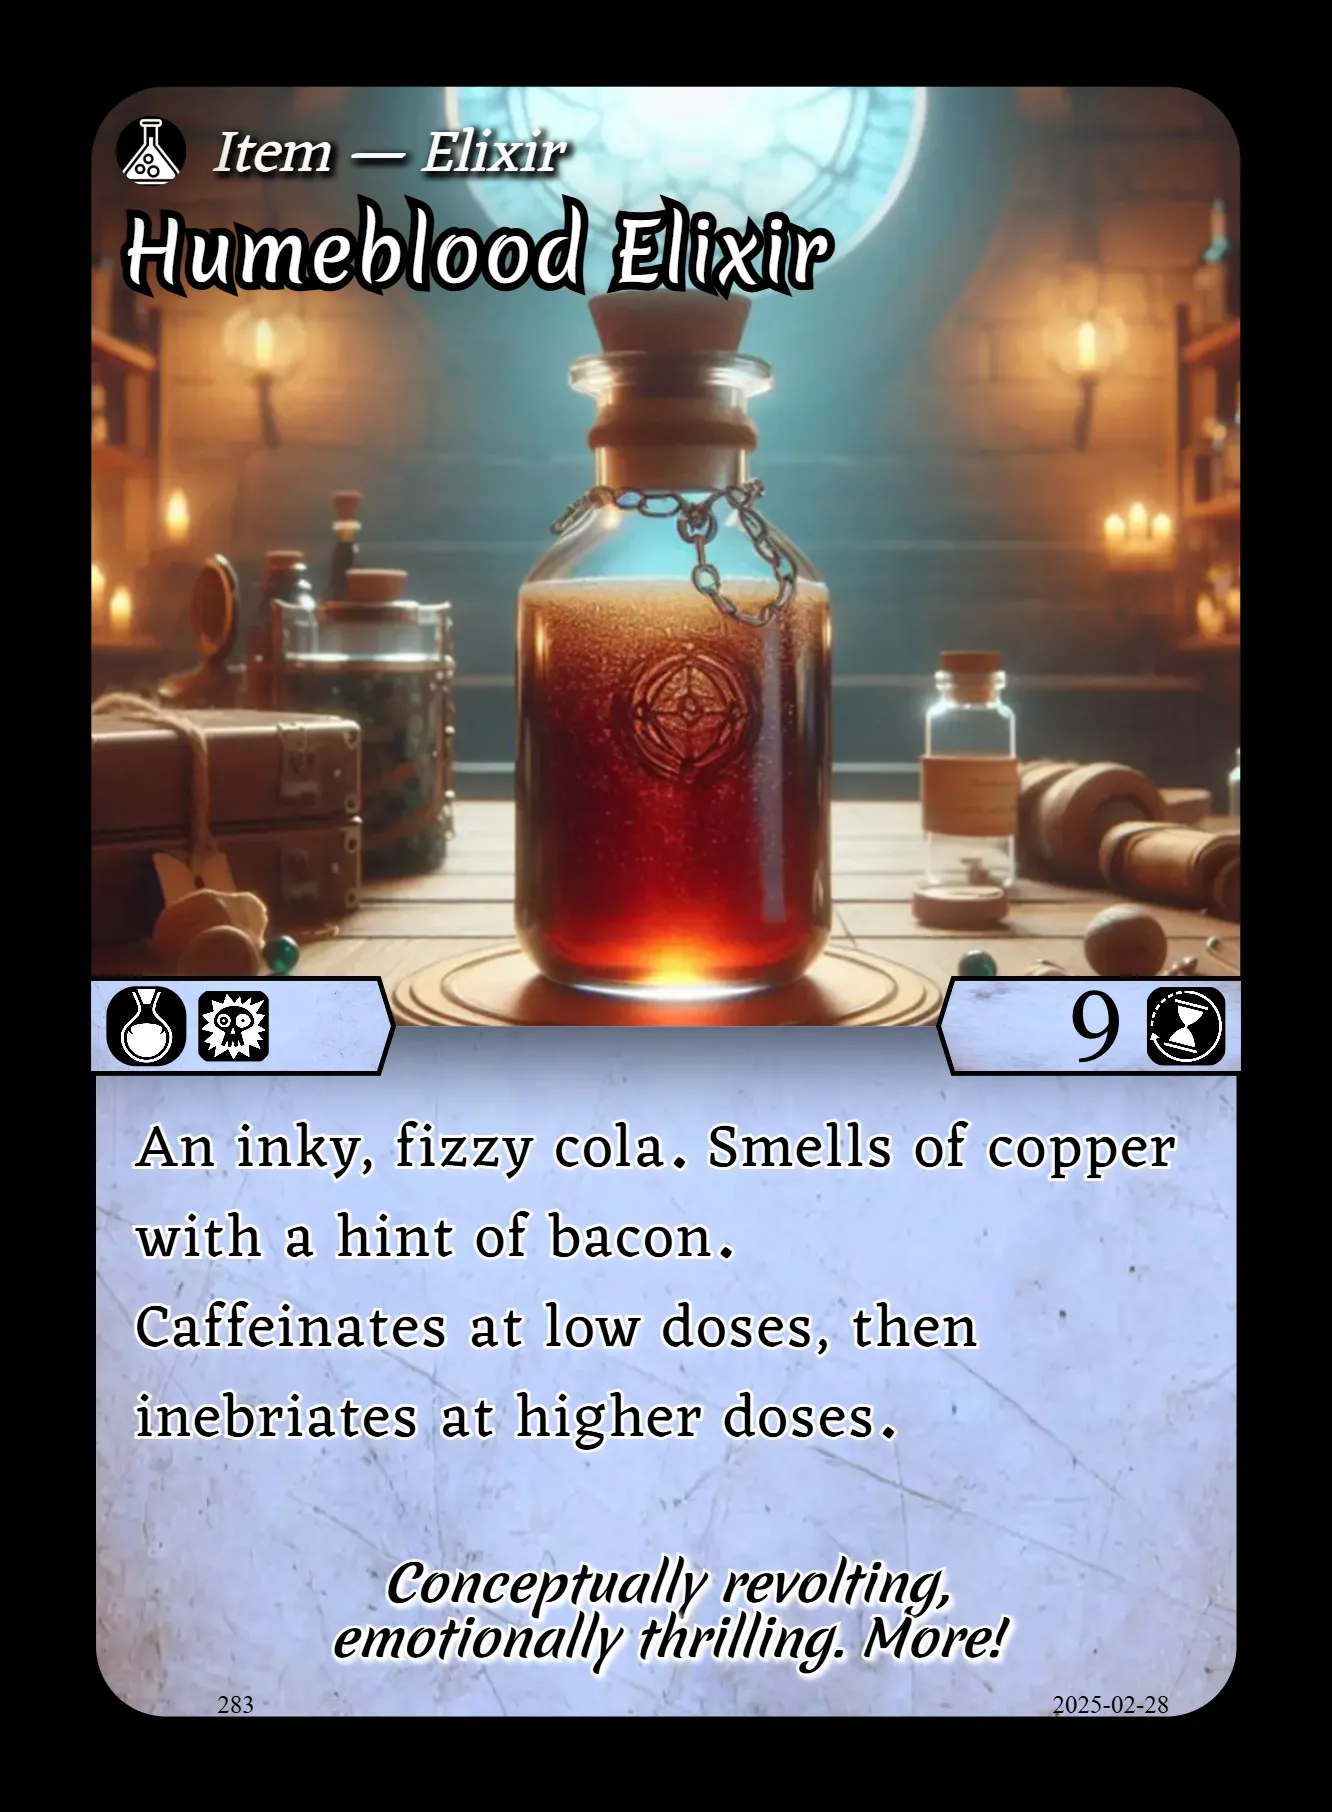 Item — Elixir
Humeblood Elixir
9
An inky, fizzy cola. Smells of copper
with a hint of bacon.
Caffeinates at low doses, then
inebriates at higher doses.
Conceptually revolting,
emotionally thrilling. More!
283
2025-02-28